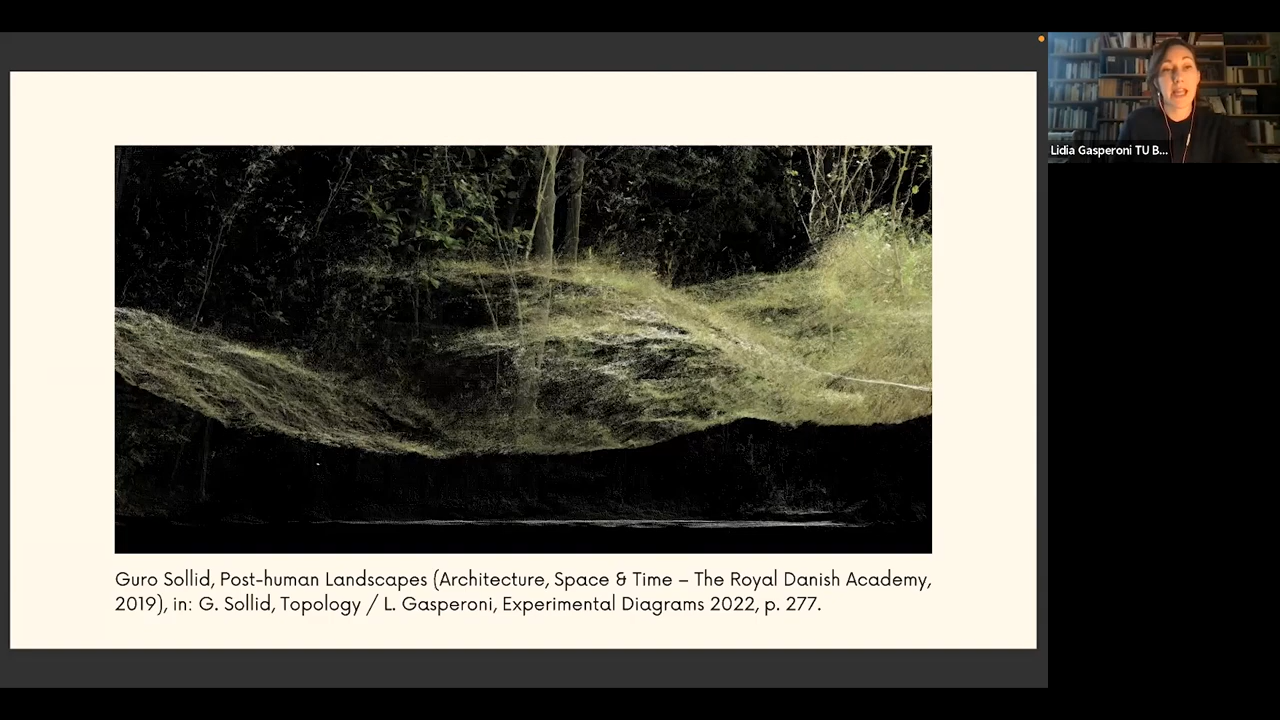 Lidia Gasperoni TU B...
Guro Sollid, Post-human Landscapes (Architecture, Space & Time – The Royal Danish Academy,
2019), in: G. Sollid, Topology / L. Gasperoni, Experimental Diagrams 2022, p. 277.